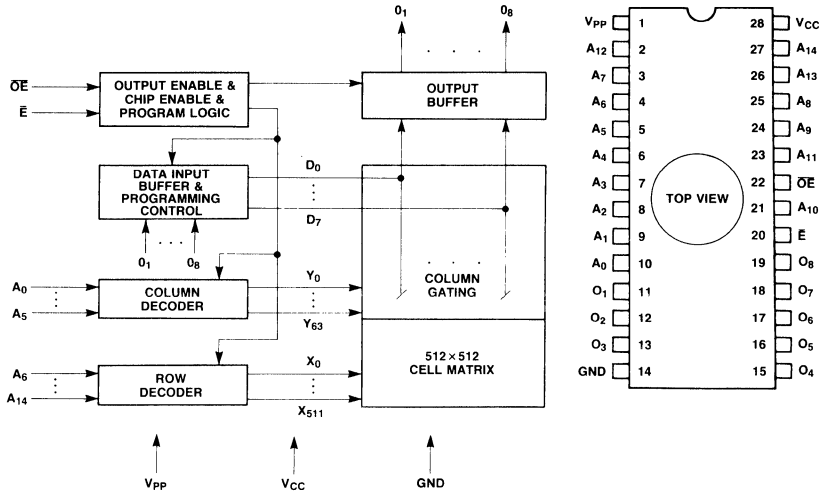 O₁ . . . O₈
O̅E̅
E̅
OUTPUT ENABLE &
CHIP ENABLE &
PROGRAM LOGIC
OUTPUT
BUFFER
DATA INPUT
BUFFER &
PROGRAMMING
CONTROL
D₀
D₇
O₁ . . . O₈
A₀
A₅
COLUMN
DECODER
Y₀
Y₆₃
. . .
COLUMN
GATING
A₆
A₁₄
ROW
DECODER
X₀
X₅₁₁
512 × 512
CELL MATRIX
VPP
VCC
GND
VPP 1 28 VCC
A₁₂ 2 27 A₁₄
A₇ 3 26 A₁₃
A₆ 4 25 A₈
A₅ 5 24 A₉
A₄ 6 23 A₁₁
A₃ 7 22 O̅E̅
TOP VIEW
A₂ 8 21 A₁₀
A₁ 9 20 E̅
A₀ 10 19 O₈
O₁ 11 18 O₇
O₂ 12 17 O₆
O₃ 13 16 O₅
GND 14 15 O₄